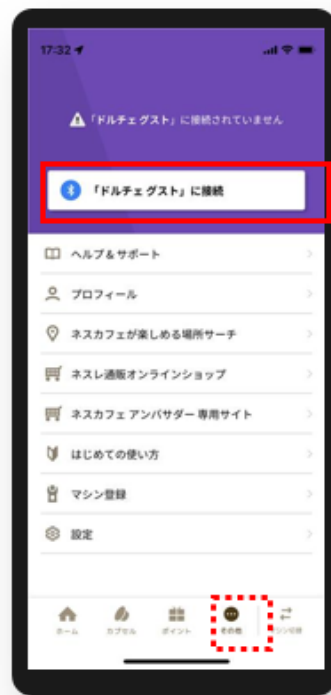 17:32
「ドルチェ グスト」に接続されていません
「ドルチェ グスト」に接続
ヘルプ&サポート
プロフィール
ネスカフェが楽しめる場所サーチ
ネスレ通販オンラインショップ
ネスカフェ アンバサダー 専用サイト
はじめての使い方
マシン登録
設定
ホーム
カプセル
ポイント
その他
マシン切替